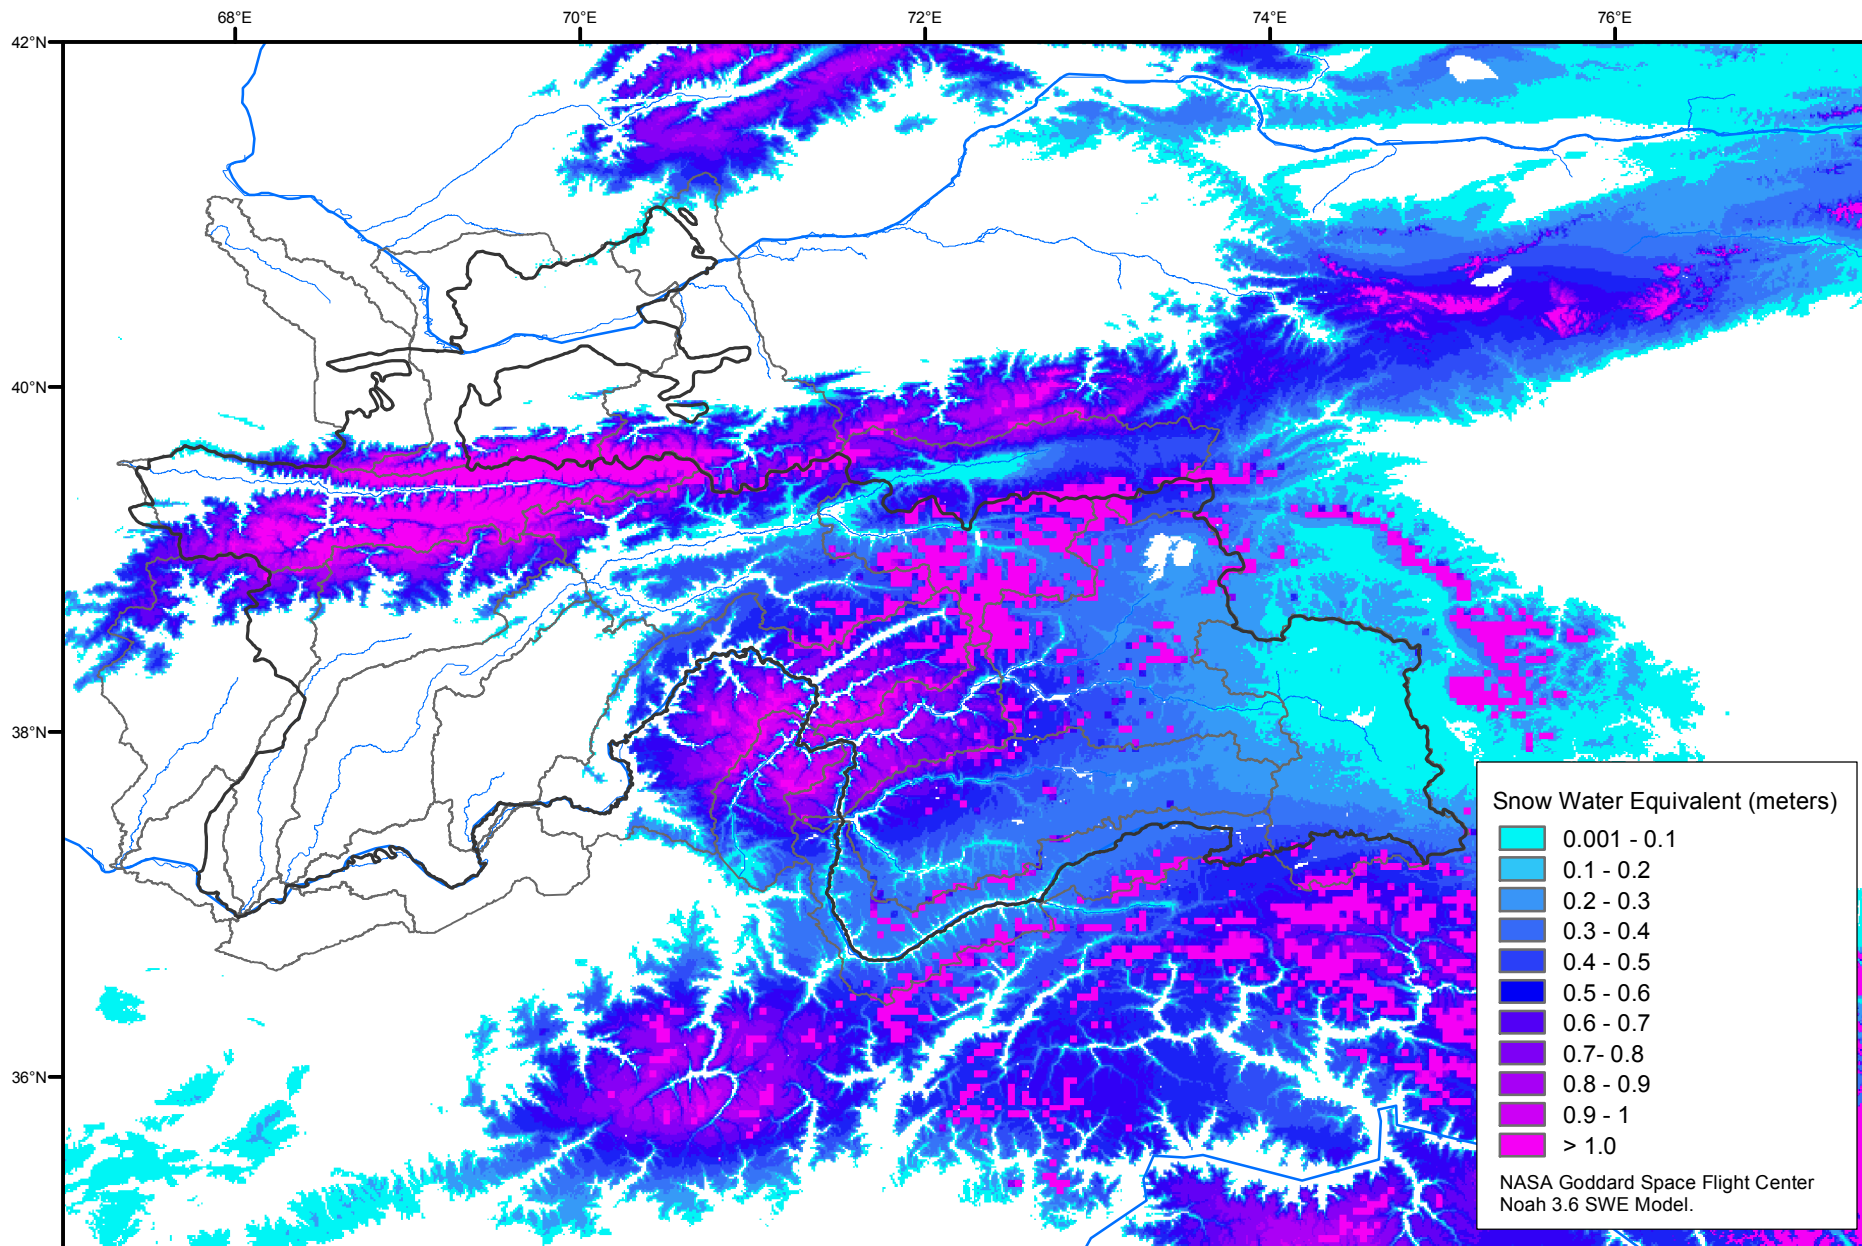 68°E
70°E
72°E
74°E
76°E
42°N
40°N
38°N
36°N
Snow Water Equivalent (meters)
0.001 - 0.1
0.1 - 0.2
0.2 - 0.3
0.3 - 0.4
0.4 - 0.5
0.5 - 0.6
0.6 - 0.7
0.7- 0.8
0.8 - 0.9
0.9 - 1
> 1.0
NASA Goddard Space Flight Center
Noah 3.6 SWE Model.